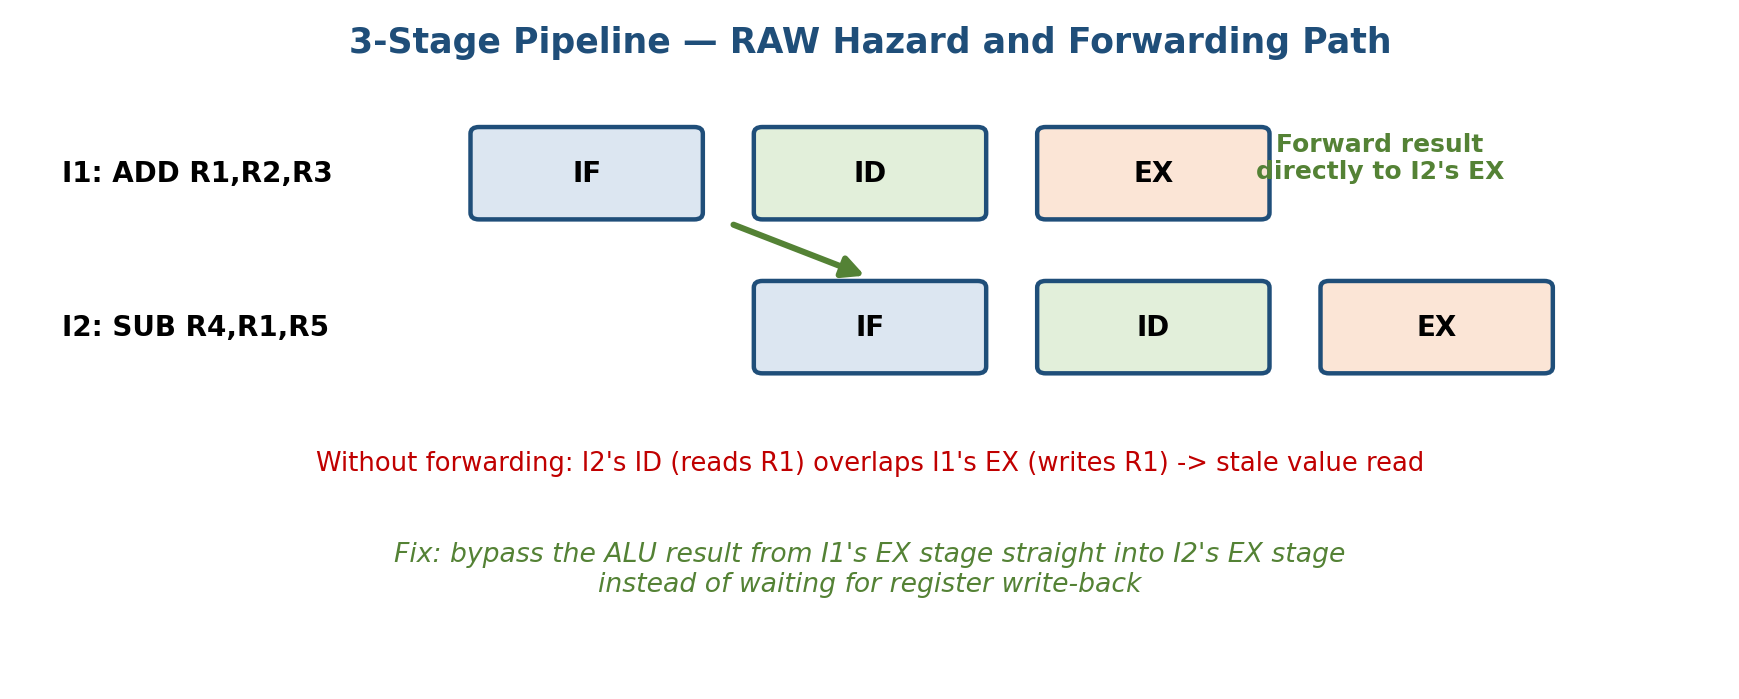 3-Stage Pipeline — RAW Hazard and Forwarding Path
I1: ADD R1,R2,R3
IF
ID
EX
Forward result
directly to I2's EX
I2: SUB R4,R1,R5
IF
ID
EX
Without forwarding: I2's ID (reads R1) overlaps I1's EX (writes R1) -> stale value read
Fix: bypass the ALU result from I1's EX stage straight into I2's EX stage
instead of waiting for register write-back